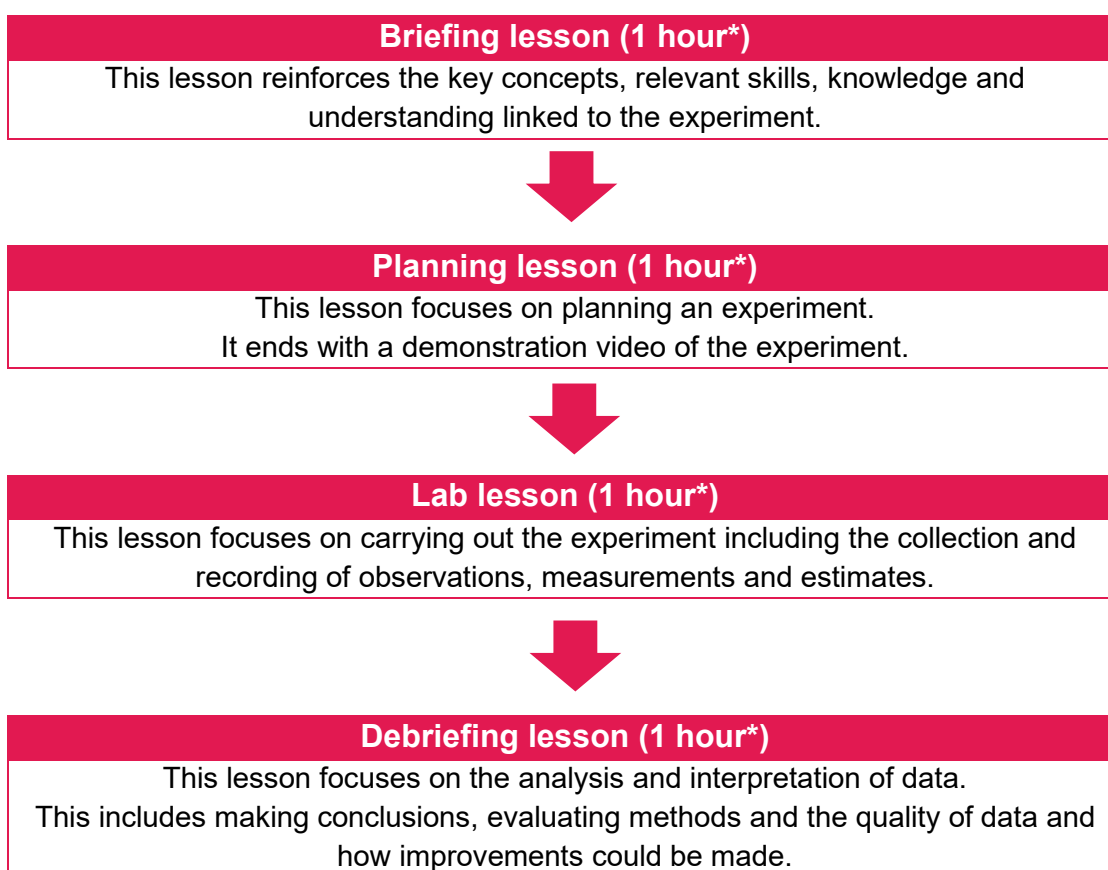 Briefing lesson (1 hour*)
This lesson reinforces the key concepts, relevant skills, knowledge and
understanding linked to the experiment.
Planning lesson (1 hour*)
This lesson focuses on planning an experiment.
It ends with a demonstration video of the experiment.
Lab lesson (1 hour*)
This lesson focuses on carrying out the experiment including the collection and
recording of observations, measurements and estimates.
Debriefing lesson (1 hour*)
This lesson focuses on the analysis and interpretation of data.
This includes making conclusions, evaluating methods and the quality of data and
how improvements could be made.